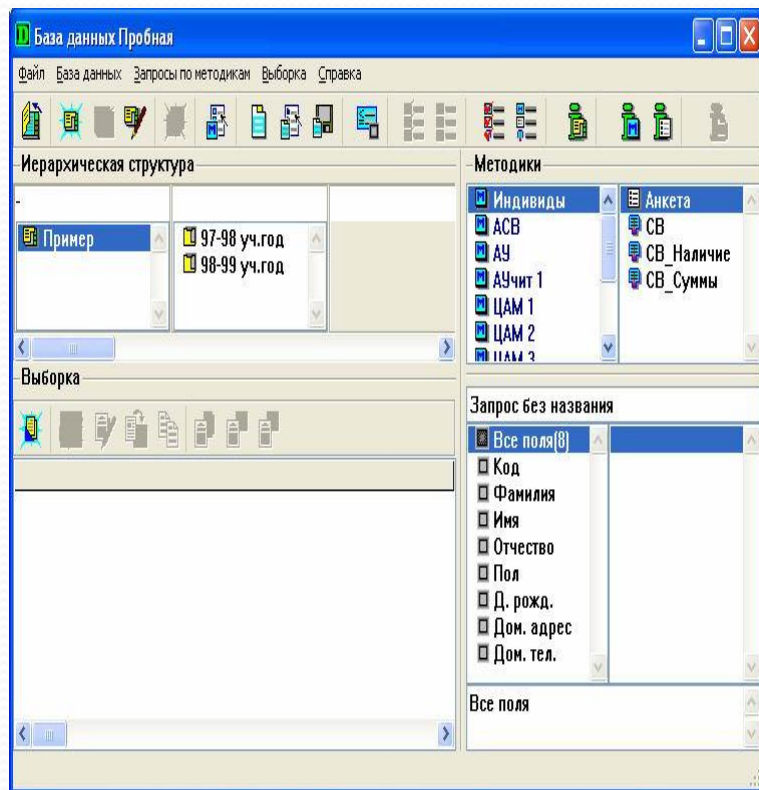 База данных Пробная
Файл База данных Запросы по методикам Выборка Справка
Иерархическая структура
-
Пример
97-98 уч.год
98-99 уч.год
Методики
Индивиды
АСВ
АУ
АУчит 1
ЦАМ 1
ЦАМ 2
ЦАМ 3
Анкета
СВ
СВ_Наличие
СВ_Суммы
Выборка
Запрос без названия
Все поля(8)
Код
Фамилия
Имя
Отчество
Пол
Д. рожд.
Дом. адрес
Дом. тел.
Все поля